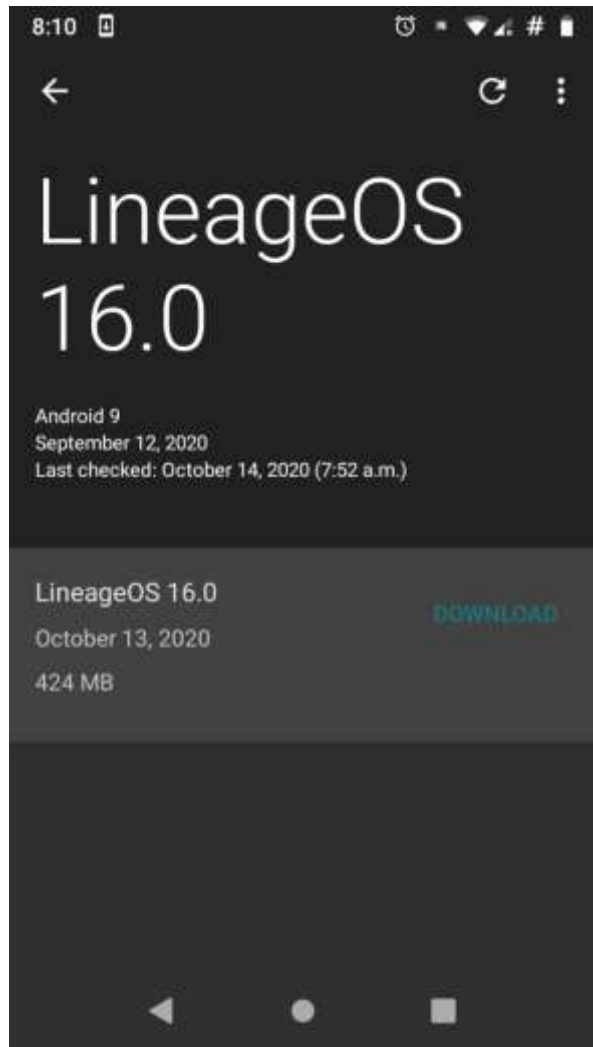 8:10 #
LineageOS
16.0
Android 9
September 12, 2020
Last checked: October 14, 2020 (7:52 a.m.)
LineageOS 16.0
DOWNLOAD
October 13, 2020
424 MB